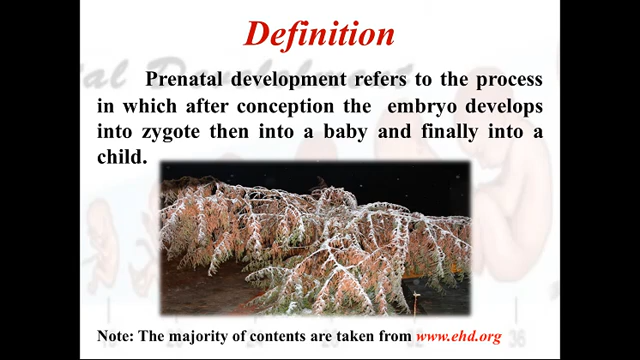 Definition
Prenatal development refers to the process
in which after conception the embryo develops
into zygote then into a baby and finally into a
child.
Note: The majority of contents are taken from www.ehd.org
36